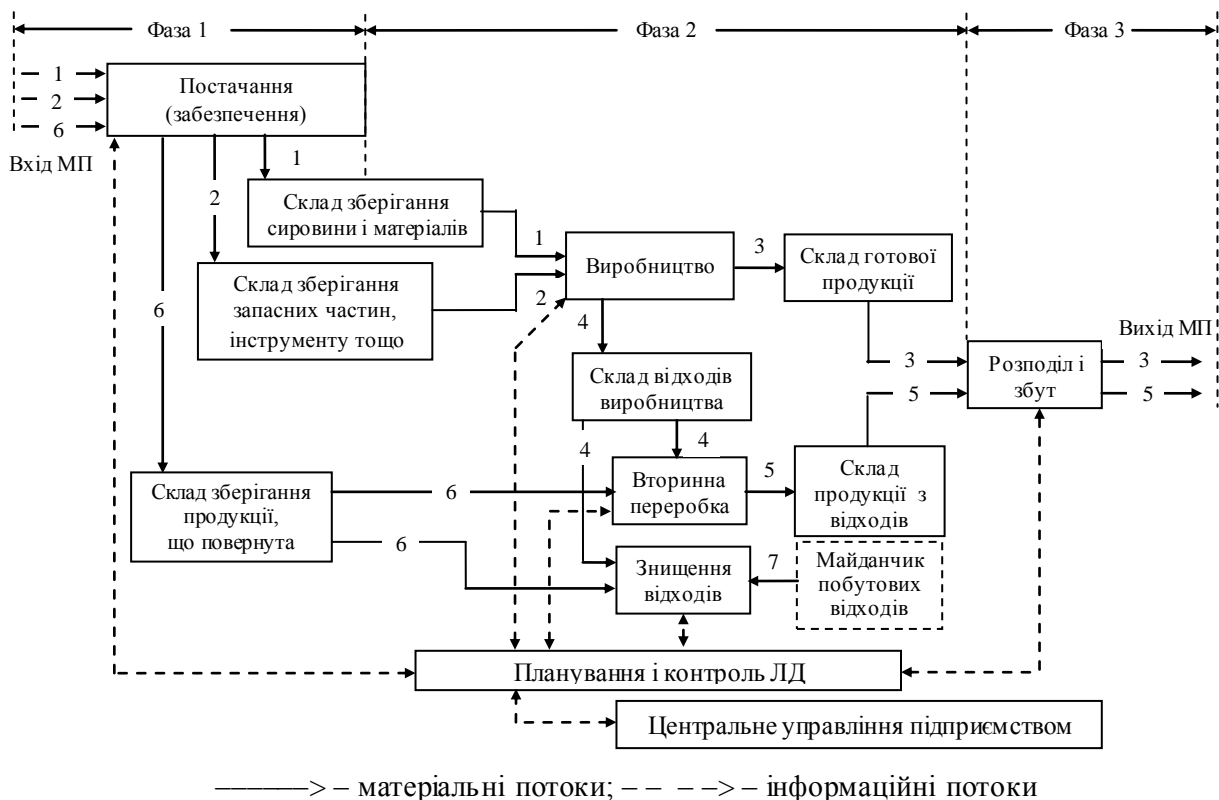 Фаза 1
Фаза 2
Фаза 3
1
2
6
Вхід МП
Постачання
(забезпечення)
1
2
6
Склад зберігання
сировини і матеріалів
Склад зберігання
запасних частин,
інструменту тощо
1
2
Виробництво
3
Склад готової
продукції
4
Склад відходів
виробництва
4
4
3
5
Розподіл і
збут
Вихід МП
3
5
Склад зберігання
продукції,
що повернута
6
6
Вторинна
переробка
5
Склад
продукції з
відходів
Знищення
відходів
7
Майданчик
побутових
відходів
Планування і контроль ЛД
Центральне управління підприємством
––––––> – матеріальні потоки; – – – –> – інформаційні потоки